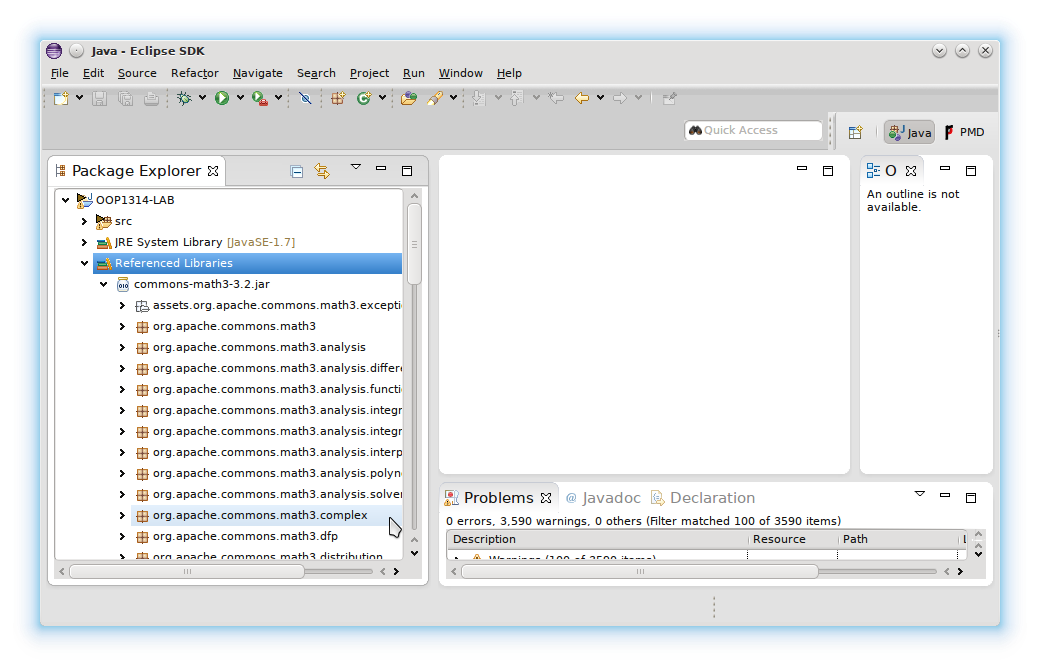 Java - Eclipse SDK
File Edit Source Refactor Navigate Search Project Run Window Help
Quick Access
Java
PMD
Package Explorer
OOP1314-LAB
src
JRE System Library [JavaSE-1.7]
Referenced Libraries
commons-math3-3.2.jar
assets.org.apache.commons.math3.excepti
org.apache.commons.math3
org.apache.commons.math3.analysis
org.apache.commons.math3.analysis.differe
org.apache.commons.math3.analysis.functi
org.apache.commons.math3.analysis.integr
org.apache.commons.math3.analysis.integr
org.apache.commons.math3.analysis.interp
org.apache.commons.math3.analysis.polyn
org.apache.commons.math3.analysis.solver
org.apache.commons.math3.complex
org.apache.commons.math3.dfp
org.apache.commons.math3.distribution
O
An outline is not
available.
Problems @ Javadoc Declaration
0 errors, 3,590 warnings, 0 others (Filter matched 100 of 3590 items)
Description Resource Path L
Warnings (100 of 3590 items)